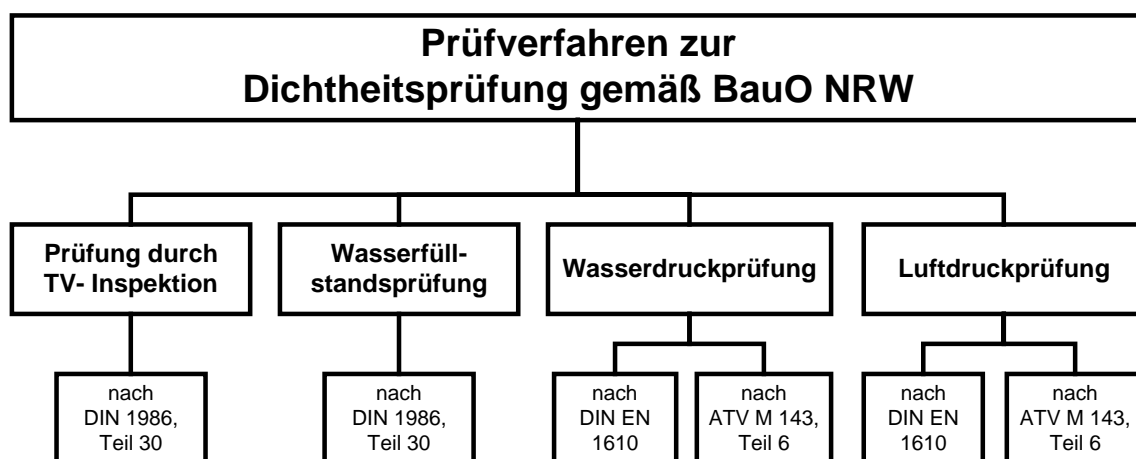 Prüfverfahren zur
Dichtheitsprüfung gemäß BauO NRW
Prüfung durch
TV- Inspektion
Wasserfüll-
standsprüfung
Wasserdruckprüfung
Luftdruckprüfung
nach
DIN 1986,
Teil 30
nach
DIN 1986,
Teil 30
nach
DIN EN
1610
nach
ATV M 143,
Teil 6
nach
DIN EN
1610
nach
ATV M 143,
Teil 6